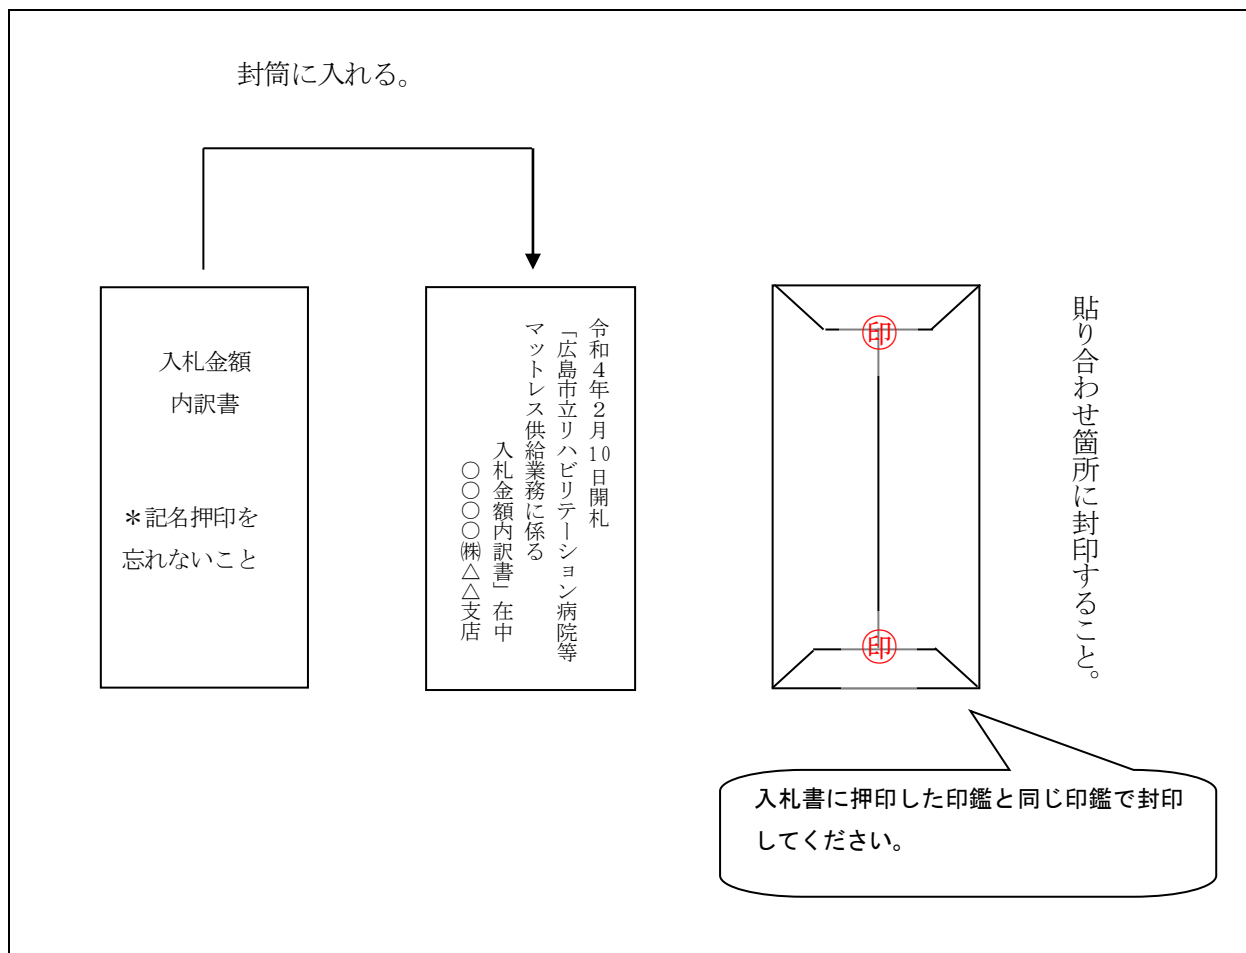 封筒に入れる。
入札金額
内訳書
＊記名押印を
忘れないこと
令和４年２月10日開札
「広島市立リハビリテーション病院等
マットレス供給業務に係る
入札金額内訳書」在中
〇〇〇〇㈱△△支店
印
印
貼り合わせ箇所に封印すること。
入札書に押印した印鑑と同じ印鑑で封印
してください。